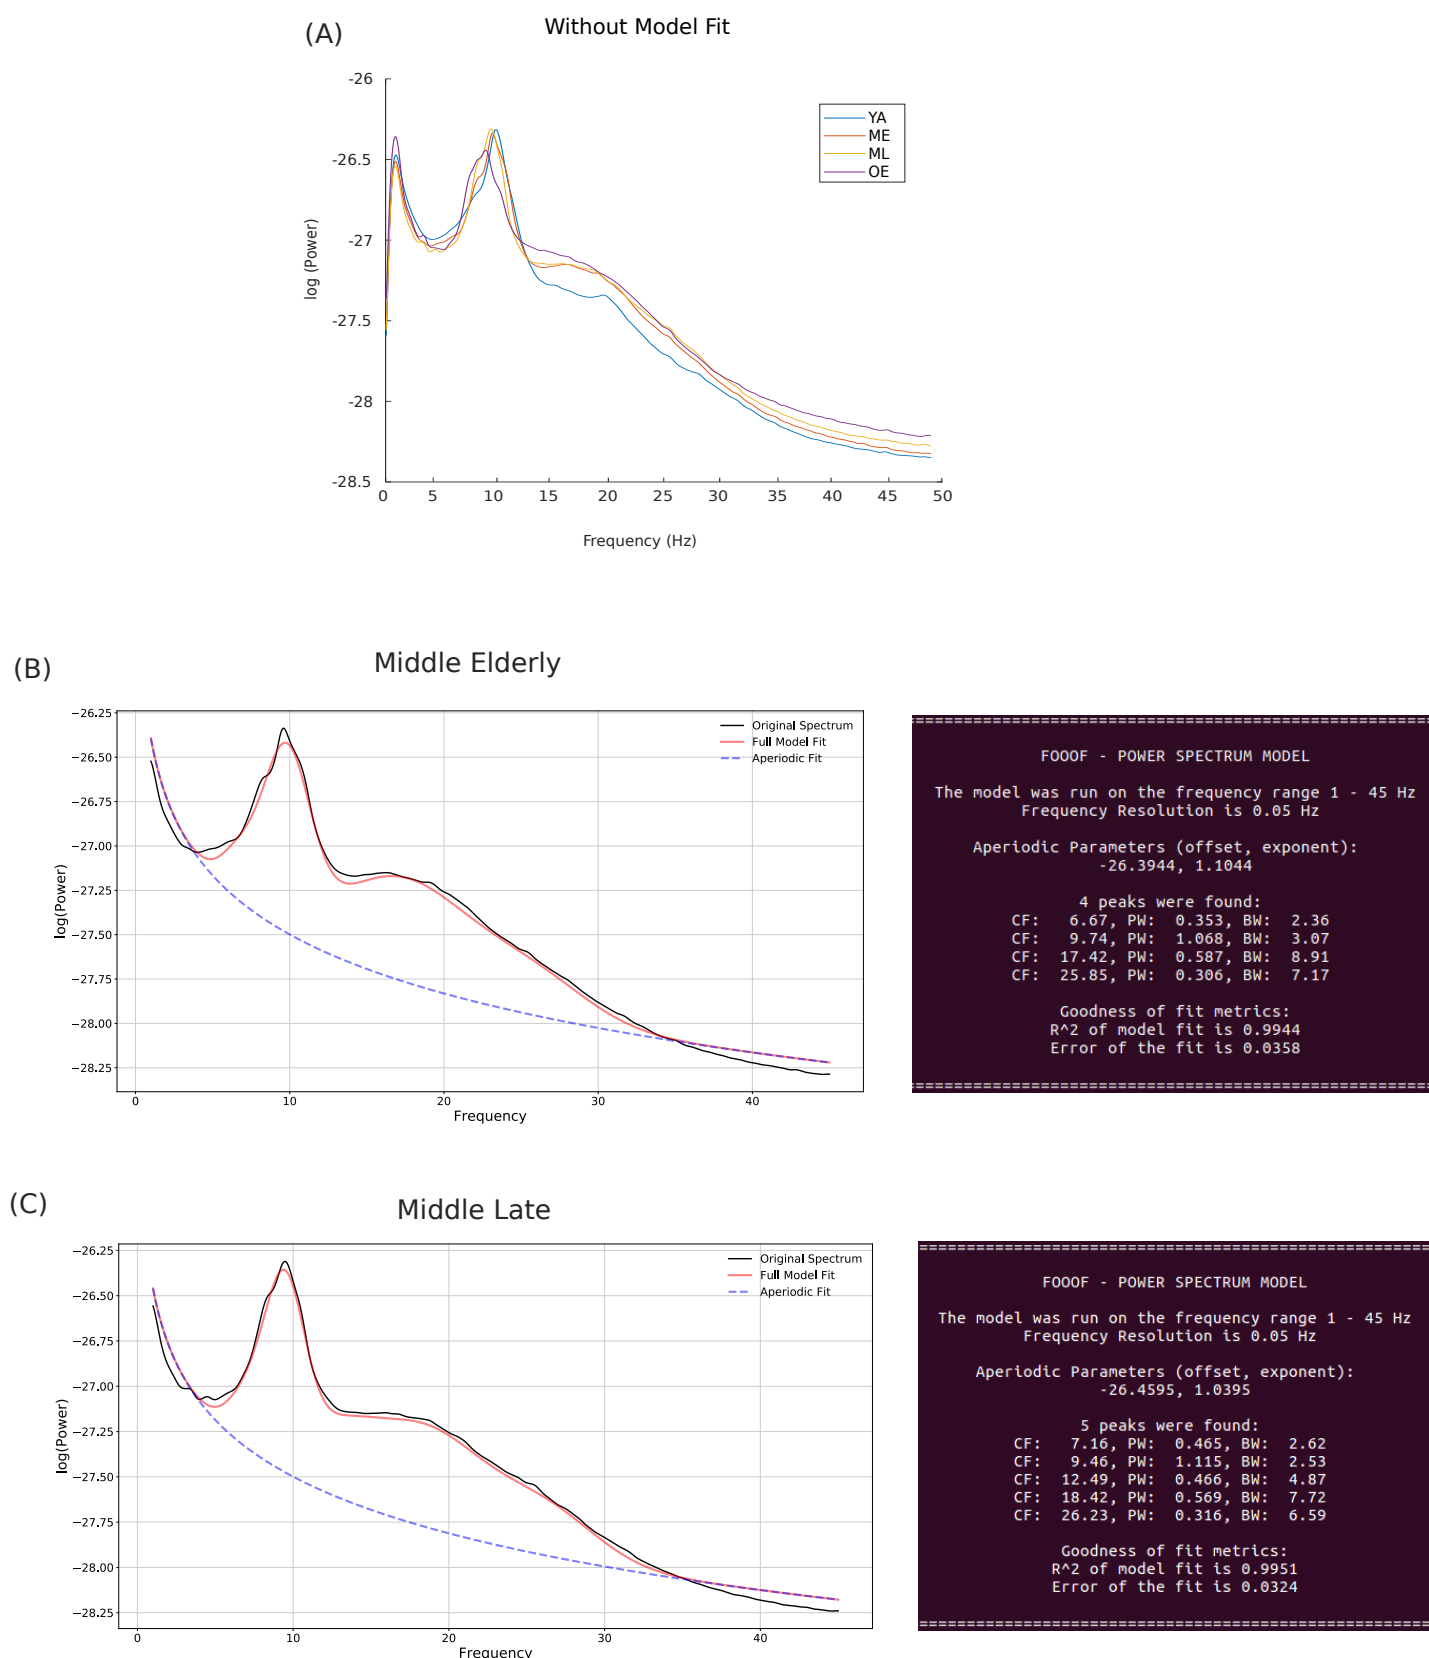 (A)
Without Model Fit
-26
-26.5
-27
-27.5
-28
-28.5
log (Power)
YA
ME
ML
OE
0 5 10 15 20 25 30 35 40 45 50
Frequency (Hz)
(B)
Middle Elderly
−26.25
−26.50
−26.75
−27.00
−27.25
−27.50
−27.75
−28.00
−28.25
log(Power)
Original Spectrum
Full Model Fit
Aperiodic Fit
0 10 20 30 40
Frequency
==================================================
FOOOF - POWER SPECTRUM MODEL
The model was run on the frequency range 1 - 45 Hz
Frequency Resolution is 0.05 Hz
Aperiodic Parameters (offset, exponent):
-26.3944, 1.1044
4 peaks were found:
CF: 6.67, PW: 0.353, BW: 2.36
CF: 9.74, PW: 1.068, BW: 3.07
CF: 17.42, PW: 0.587, BW: 8.91
CF: 25.85, PW: 0.306, BW: 7.17
Goodness of fit metrics:
R^2 of model fit is 0.9944
Error of the fit is 0.0358
==================================================
(C)
Middle Late
−26.25
−26.50
−26.75
−27.00
−27.25
−27.50
−27.75
−28.00
−28.25
log(Power)
Original Spectrum
Full Model Fit
Aperiodic Fit
0 10 20 30 40
Frequency
==================================================
FOOOF - POWER SPECTRUM MODEL
The model was run on the frequency range 1 - 45 Hz
Frequency Resolution is 0.05 Hz
Aperiodic Parameters (offset, exponent):
-26.4595, 1.0395
5 peaks were found:
CF: 7.16, PW: 0.465, BW: 2.62
CF: 9.46, PW: 1.115, BW: 2.53
CF: 12.49, PW: 0.466, BW: 4.87
CF: 18.42, PW: 0.569, BW: 7.72
CF: 26.23, PW: 0.316, BW: 6.59
Goodness of fit metrics:
R^2 of model fit is 0.9951
Error of the fit is 0.0324
==================================================